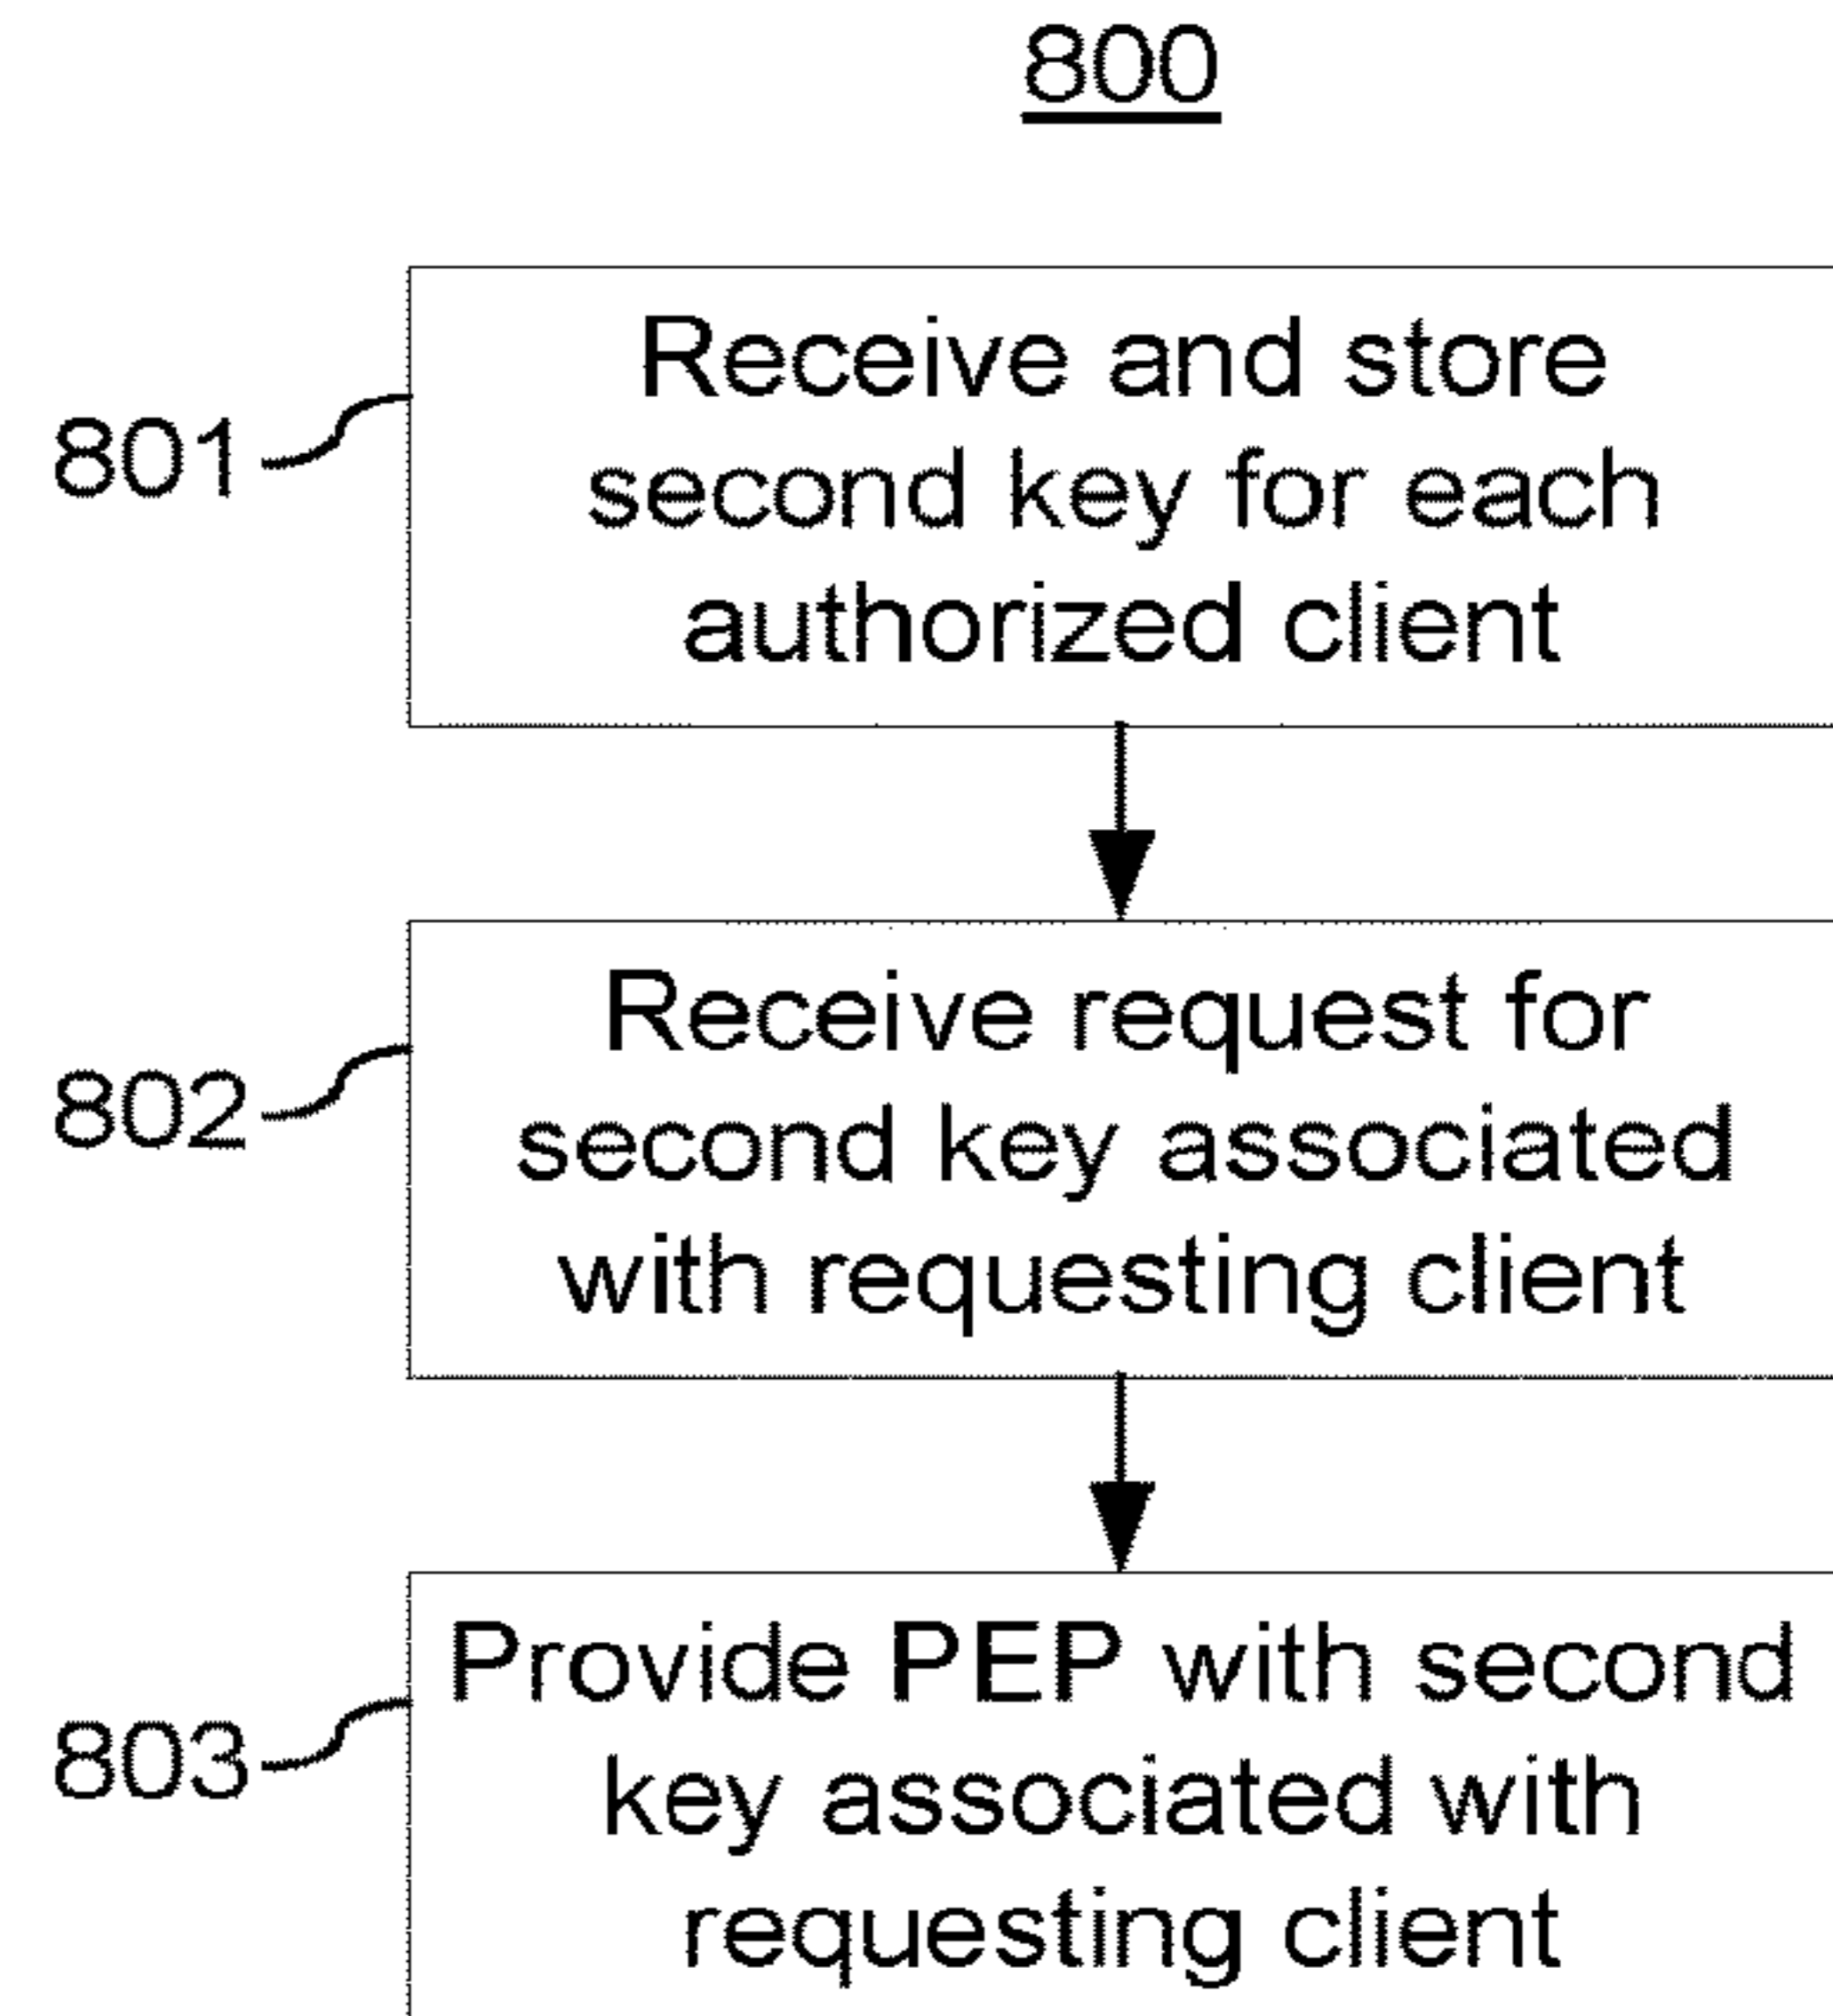 800
801
Receive and store
second key for each
authorized client
802
Receive request for
second key associated
with requesting client
803
Provide PEP with second
key associated with
requesting client